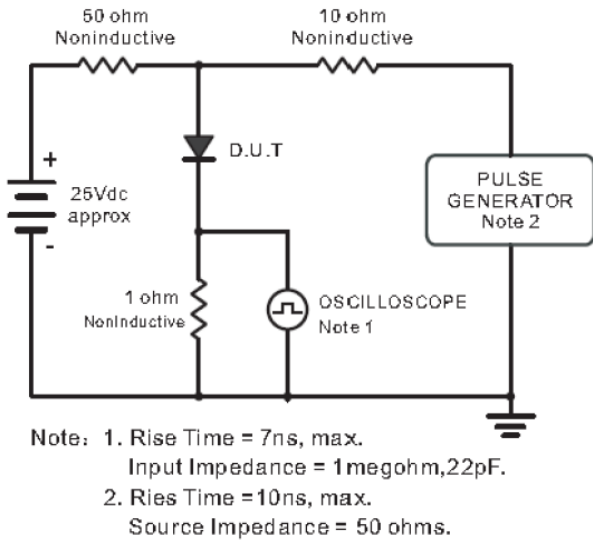 50 ohm
Noninductive
10 ohm
Noninductive
+
25Vdc
approx
-
D.U.T
PULSE
GENERATOR
Note 2
1 ohm
NonInductive
OSCILLOSCOPE
Note 1
Note: 1. Rise Time = 7ns, max.
Input Impedance = 1megohm,22pF.
2. Ries Time =10ns, max.
Source Impedance = 50 ohms.